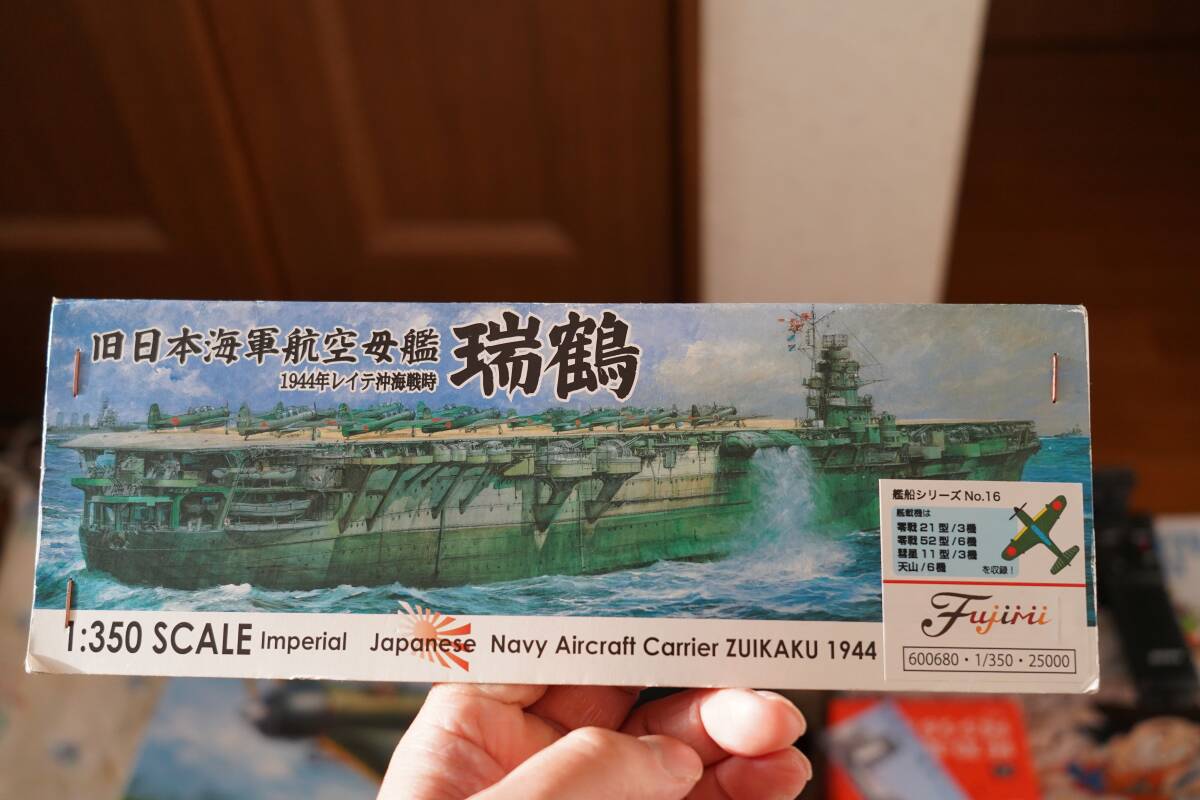 旧日本海軍航空母艦 瑞鶴
1944年レイテ沖海戦時
艦船シリーズ No.16
艦載機は
零戦21型/3機
零戦52型/6機
彗星11型/3機
天山/6機
を収録!
Fujimi
1:350 SCALE Imperial Japanese Navy Aircraft Carrier ZUIKAKU 1944
600680・1/350・25000